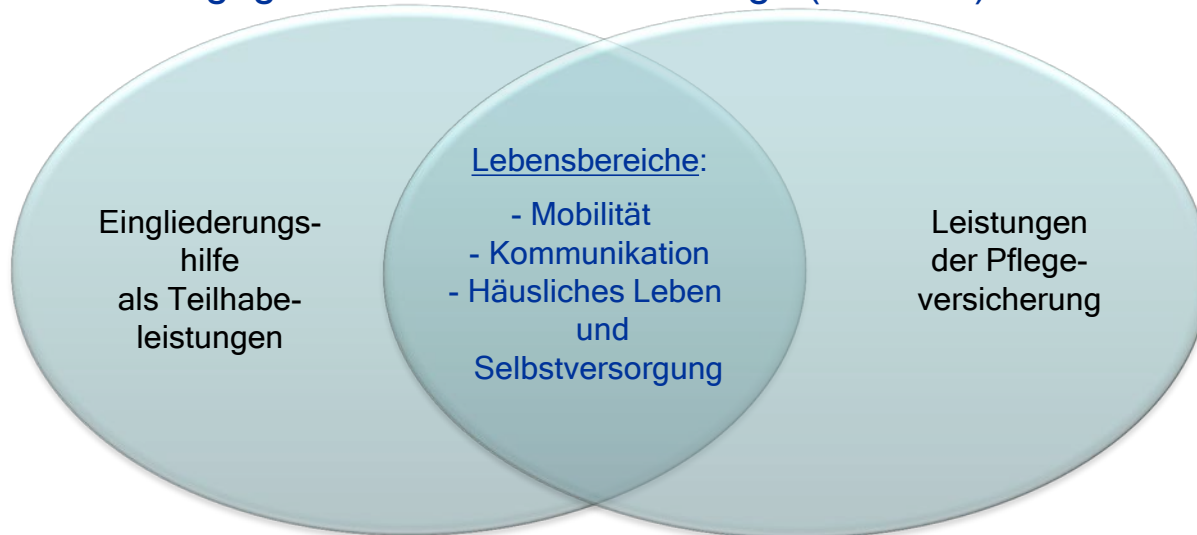 Eingliederungs-
hilfe
als Teilhabe-
leistungen
Lebensbereiche:
- Mobilität
- Kommunikation
- Häusliches Leben
und
Selbstversorgung
Leistungen
der Pflege-
versicherung